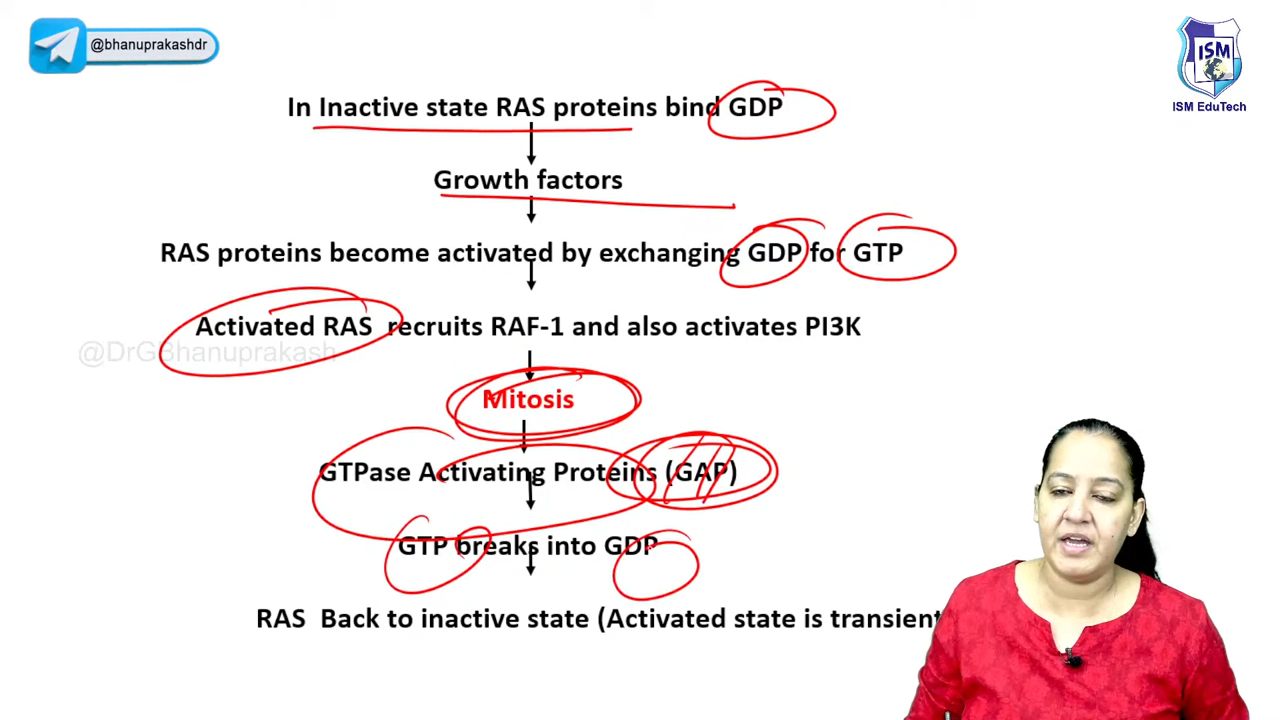 @bhanuprakashdr
ISM
ISM EduTech
In Inactive state RAS proteins bind GDP
Growth factors
RAS proteins become activated by exchanging GDP for GTP
Activated RAS recruits RAF-1 and also activates PI3K
@DrGBhanuprakash
Mitosis
GTPase Activating Proteins (GAP)
GTP breaks into GDP
RAS Back to inactive state (Activated state is transient